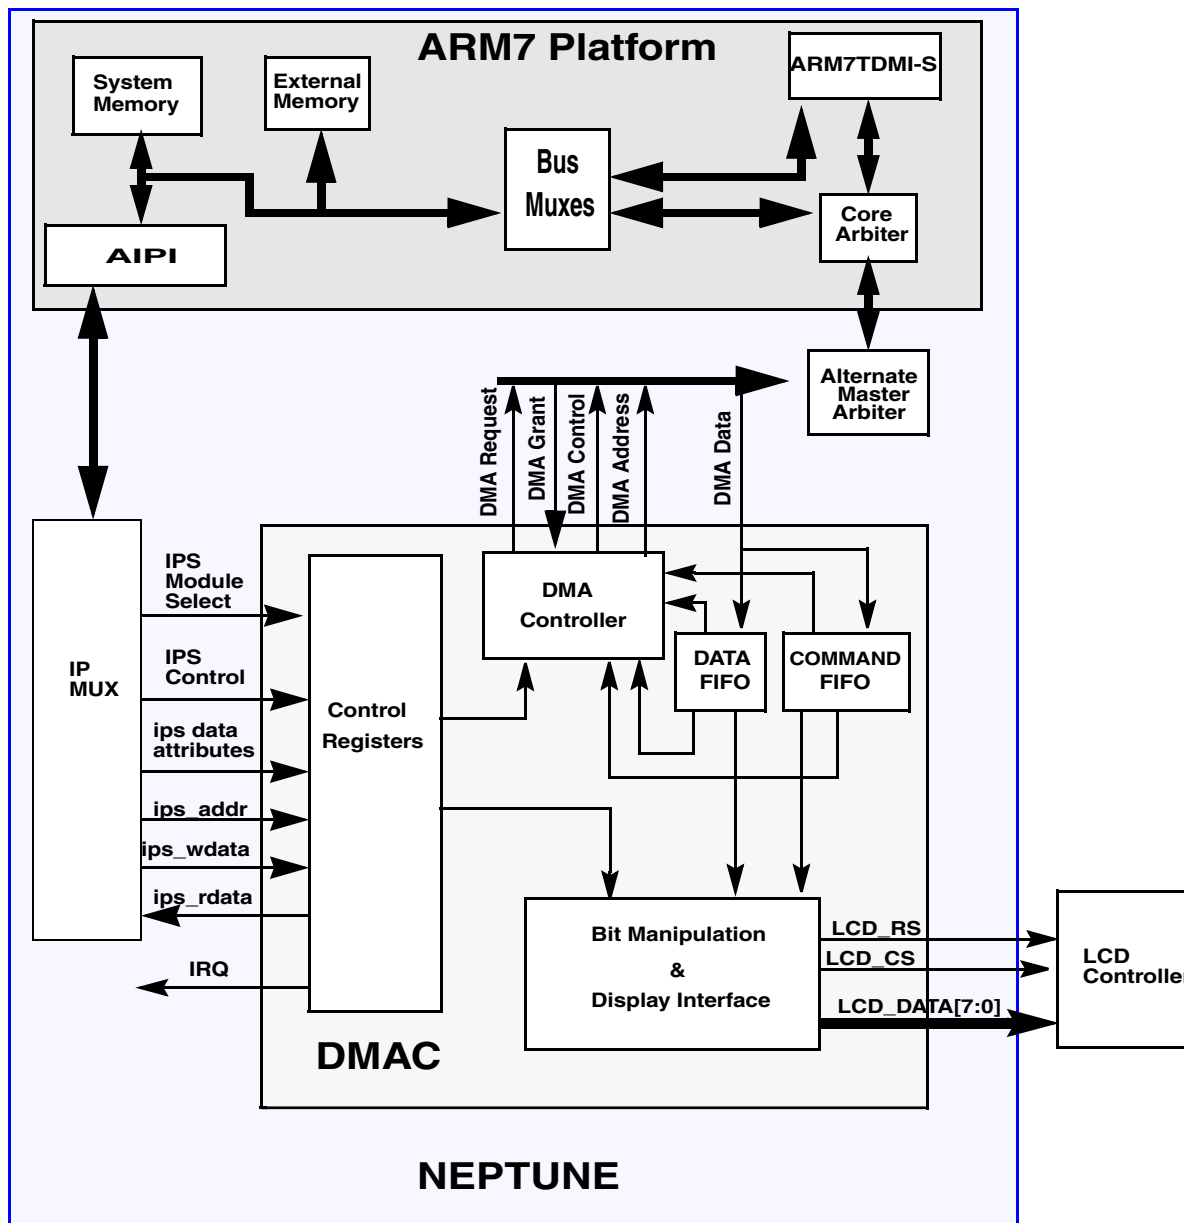 ARM7 Platform
System
Memory
External
Memory
ARM7TDMI-S
Bus
Muxes
Core
Arbiter
AIPI
Alternate
Master
Arbiter
DMA Request
DMA Grant
DMA Control
DMA Address
DMA Data
IP
MUX
IPS
Module
Select
IPS
Control
ips data
attributes
ips_addr
ips_wdata
ips_rdata
IRQ
Control
Registers
DMA
Controller
DATA
FIFO
COMMAND
FIFO
Bit Manipulation
&
Display Interface
LCD_RS
LCD_CS
LCD_DATA[7:0]
LCD
Controller
DMAC
NEPTUNE